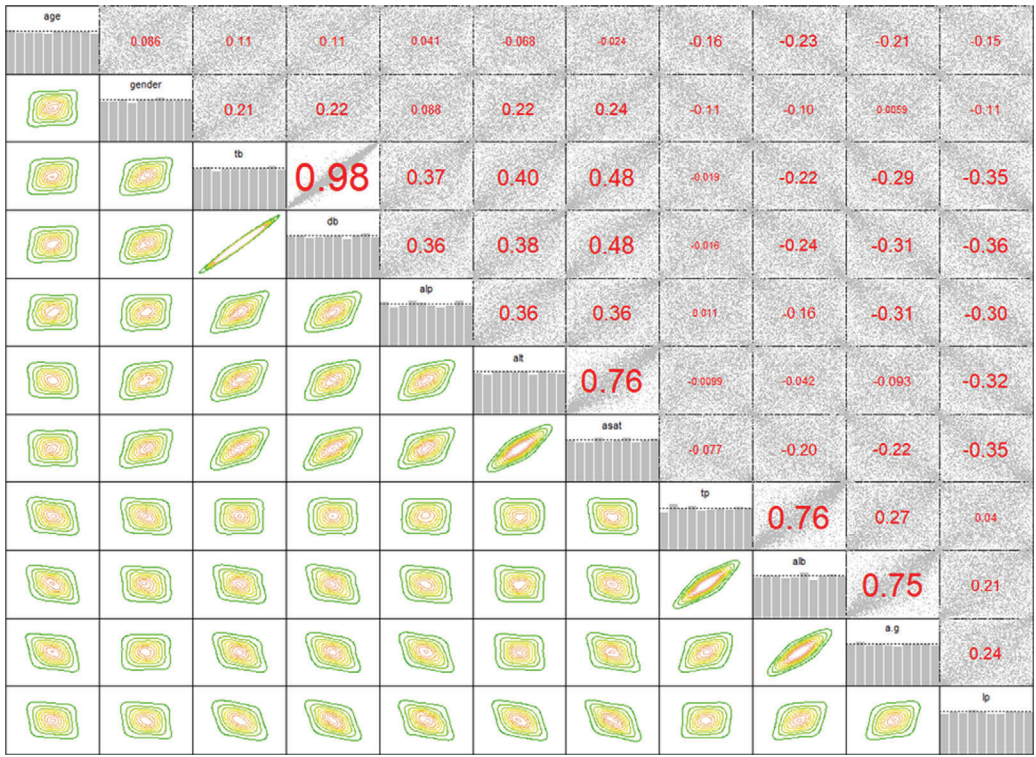 age 0.086 0.11 0.11 0.041 -0.068 -0.024 -0.16 -0.23 -0.21 -0.15
gender 0.21 0.22 0.088 0.22 0.24 -0.11 -0.10 0.0059 -0.11
tb 0.98 0.37 0.40 0.48 -0.019 -0.22 -0.29 -0.35
db 0.36 0.38 0.48 -0.016 -0.24 -0.31 -0.36
alp 0.36 0.36 0.011 -0.16 -0.31 -0.30
alt 0.76 -0.0099 -0.042 -0.093 -0.32
asat -0.077 -0.20 -0.22 -0.35
tp 0.76 0.27 0.04
alb 0.75 0.21
a.g 0.24
lp